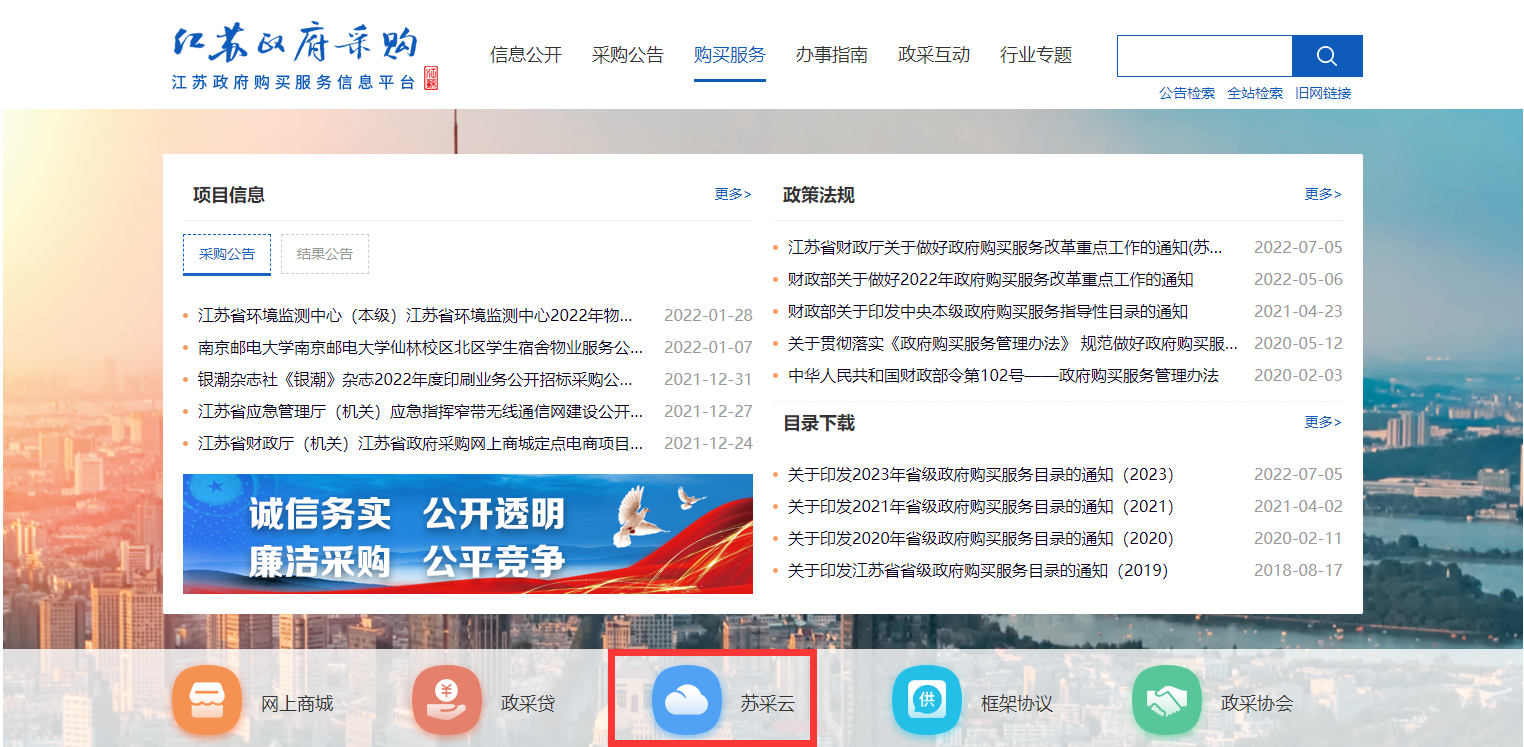 江苏政府采购
江苏政府购买服务信息平台
信息公开 采购公告 购买服务 办事指南 政采互动 行业专题
公告检索 全站检索 旧网链接
项目信息 更多>
采购公告 结果公告
江苏省环境监测中心（本级）江苏省环境监测中心2022年物... 2022-01-28
南京邮电大学南京邮电大学仙林校区北区学生宿舍物业服务公... 2022-01-07
银潮杂志社《银潮》杂志2022年度印刷业务公开招标采购公... 2021-12-31
江苏省应急管理厅（机关）应急指挥窄带无线通信网建设公开... 2021-12-27
江苏省财政厅（机关）江苏省政府采购网上商城定点电商项目... 2021-12-24
诚信务实 公开透明
廉洁采购 公平竞争
政策法规 更多>
江苏省财政厅关于做好政府购买服务改革重点工作的通知(苏... 2022-07-05
财政部关于做好2022年政府购买服务改革重点工作的通知 2022-05-06
财政部关于印发中央本级政府购买服务指导性目录的通知 2021-04-23
关于贯彻落实《政府购买服务管理办法》 规范做好政府购买服... 2020-05-12
中华人民共和国财政部令第102号——政府购买服务管理办法 2020-02-03
目录下载 更多>
关于印发2023年省级政府购买服务目录的通知（2023） 2022-07-05
关于印发2021年省级政府购买服务目录的通知（2021） 2021-04-02
关于印发2020年省级政府购买服务目录的通知（2020） 2020-02-11
关于印发江苏省省级政府购买服务目录的通知（2019） 2018-08-17
网上商城 ¥ 政采贷 苏采云 供 框架协议 政采协会